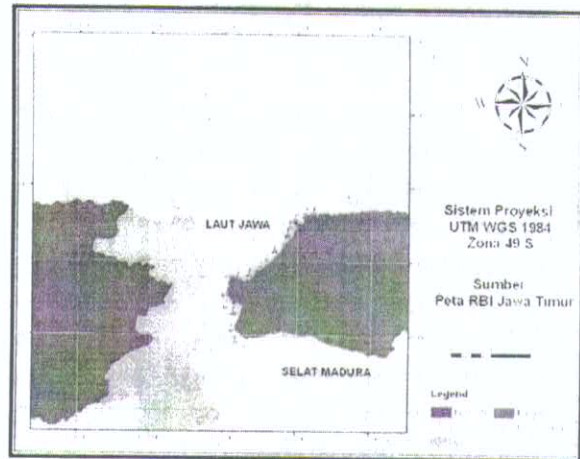 N
W
LAUT JAWA
Sistem Proyeksi
UTM WGS 1984
Zona 49 S
Sumber
Peta RBI Jawa Timur
SELAT MADURA
Legend